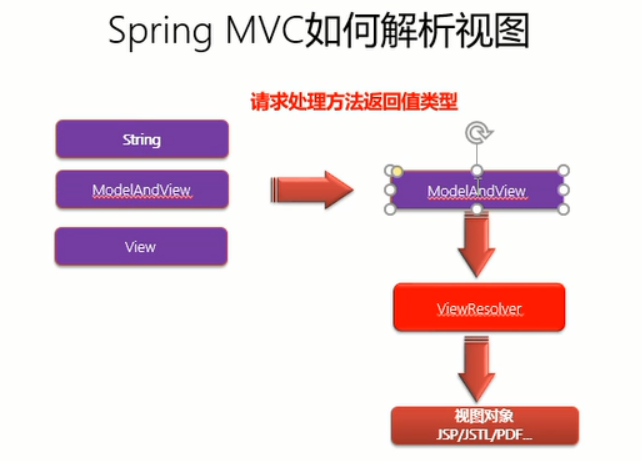 Spring MVC如何解析视图
请求处理方法返回值类型
String
ModelAndView
View
ModelAndView
ViewResolver
视图对象
JSP/JSTL/PDF...